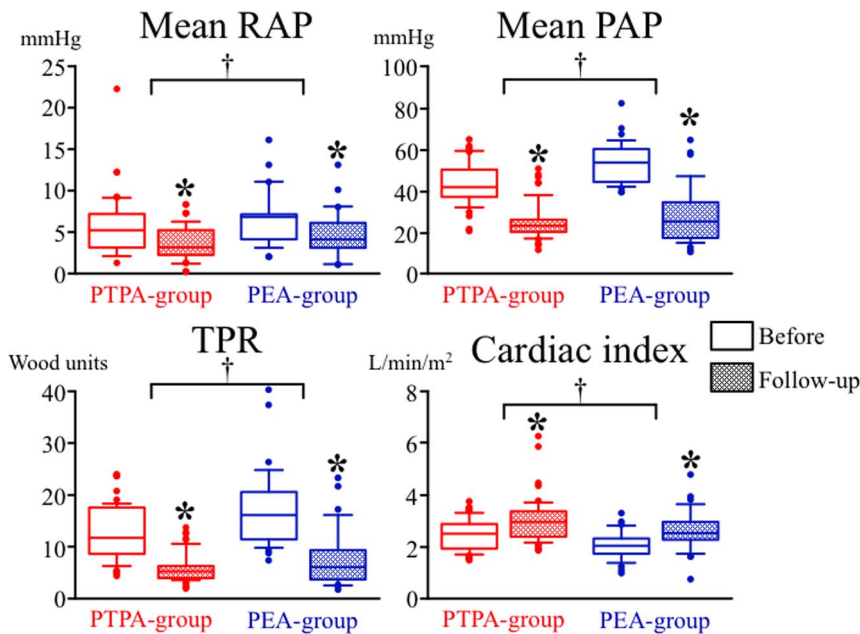 Mean RAP
mmHg
†
25
20
15
10
5
0
*
*
PTPA-group
PEA-group
Mean PAP
mmHg
†
100
80
60
40
20
0
*
*
PTPA-group
PEA-group
TPR
Wood units
†
40
30
20
10
0
*
*
PTPA-group
PEA-group
Cardiac index
L/min/m²
†
8
6
4
2
0
*
*
PTPA-group
PEA-group
Before
Follow-up